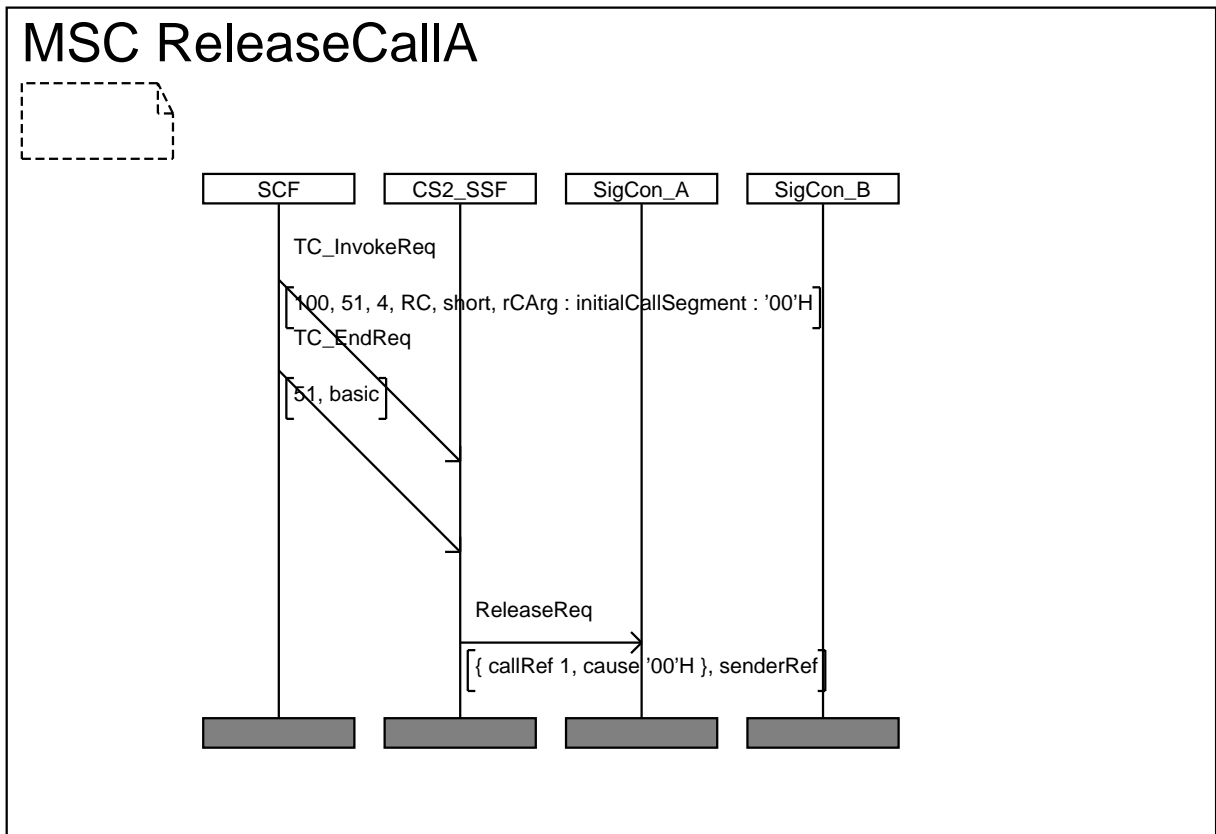 MSC ReleaseCallA
SCF CS2_SSF SigCon_A SigCon_B
TC_InvokeReq
100, 51, 4, RC, short, rCArg : initialCallSegment : '00'H
TC_EndReq
51, basic
ReleaseReq
{ callRef 1, cause '00'H }, senderRef